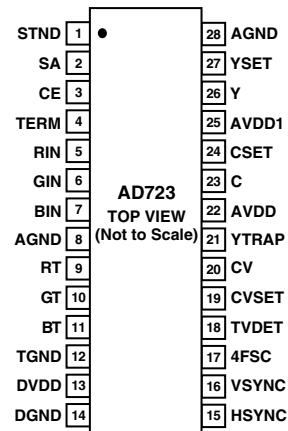 STND 1 28 AGND
SA 2 27 YSET
CE 3 26 Y
TERM 4 25 AVDD1
RIN 5 24 CSET
GIN 6 23 C
BIN 7 22 AVDD
AGND 8 21 YTRAP
RT 9 20 CV
GT 10 19 CVSET
BT 11 18 TVDET
TGND 12 17 4FSC
DVDD 13 16 VSYNC
DGND 14 15 HSYNC
AD723
TOP VIEW
(Not to Scale)